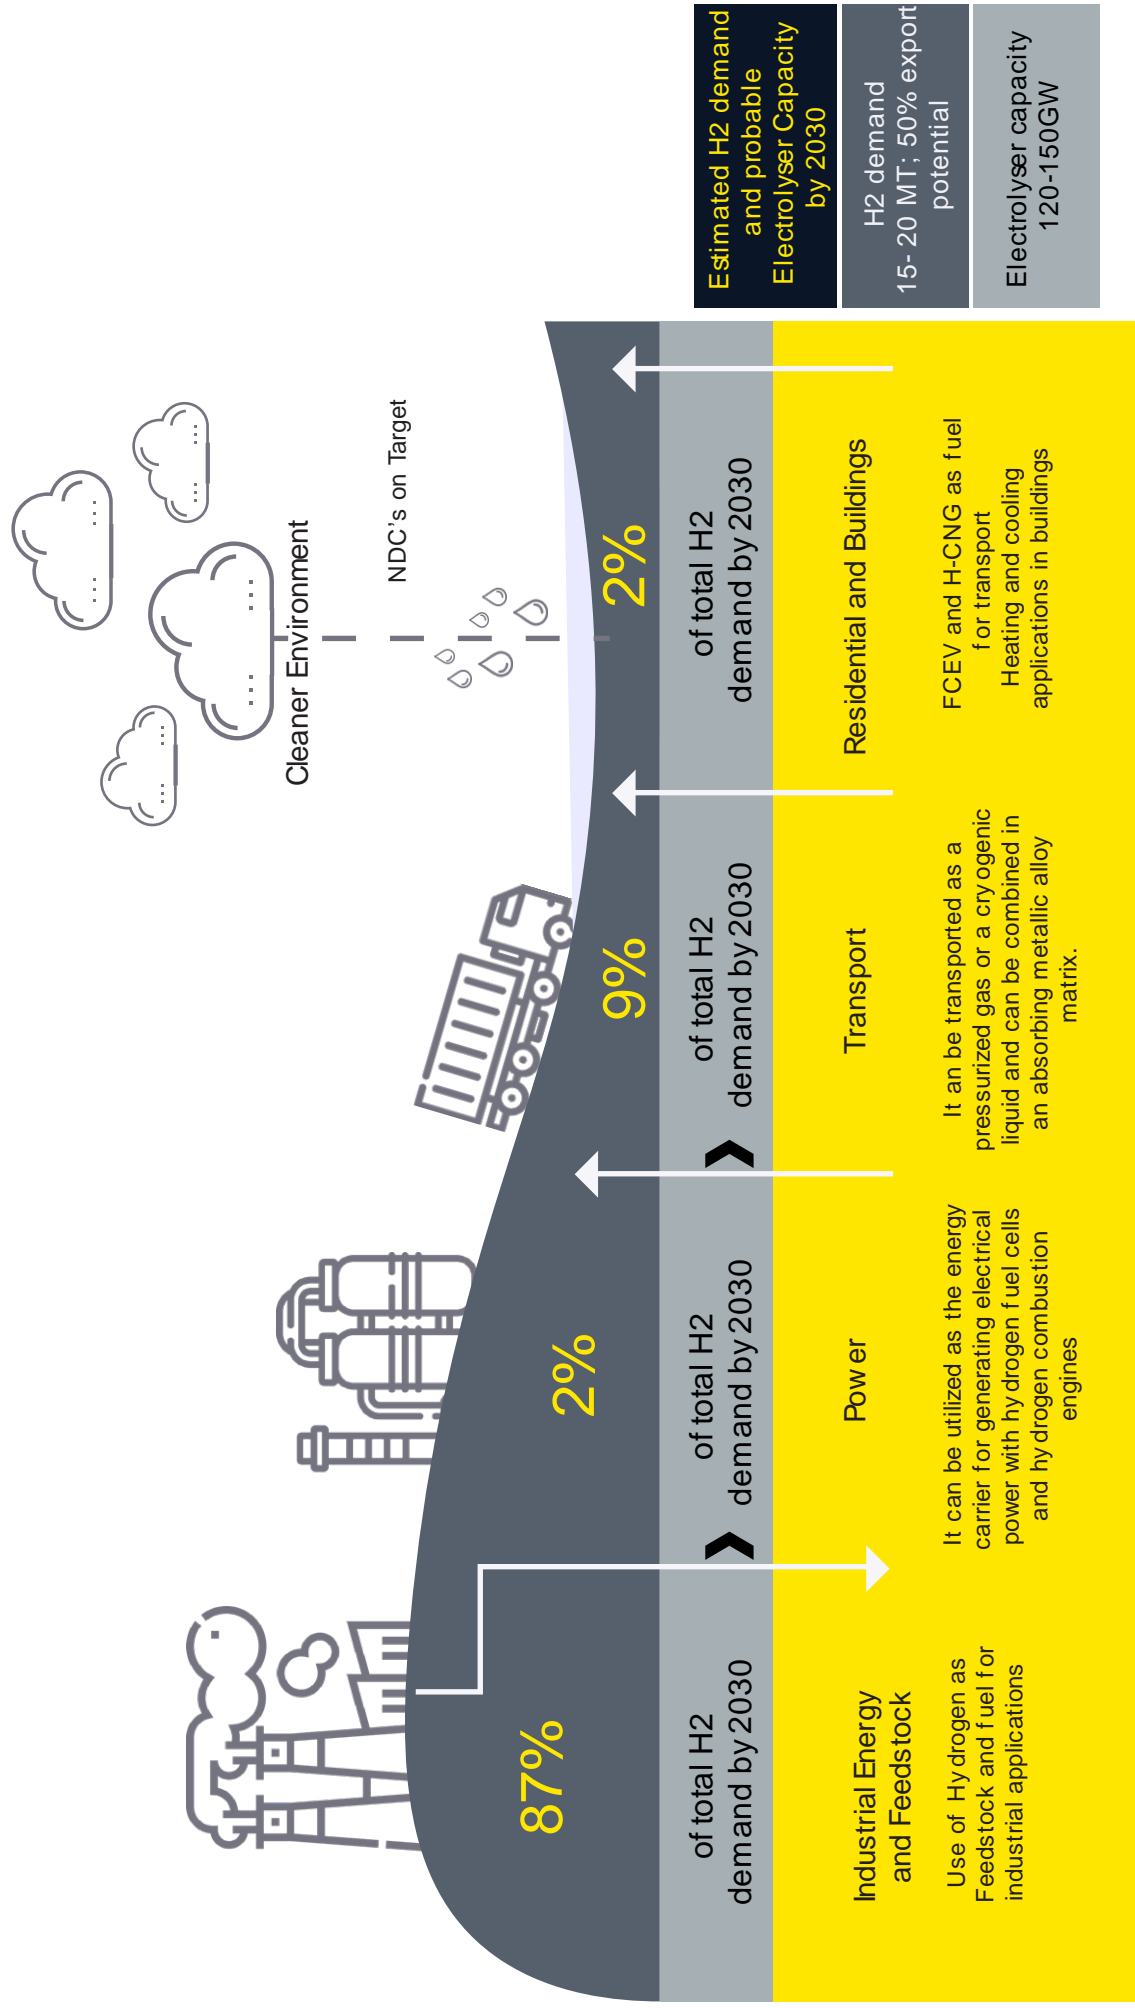 Cleaner Environment
NDC's on Target
87%
of total H2
demand by 2030
Industrial Energy
and Feedstock
Use of Hydrogen as
Feedstock and fuel for
industrial applications
2%
of total H2
demand by 2030
Power
It can be utilized as the energy
carrier for generating electrical
power with hydrogen fuel cells
and hydrogen combustion
engines
9%
of total H2
demand by 2030
Transport
It an be transported as a
pressurized gas or a cryogenic
liquid and can be combined in
an absorbing metallic alloy
matrix.
2%
of total H2
demand by 2030
Residential and Buildings
FCEV and H-CNG as fuel
for transport
Heating and cooling
applications in buildings
Estimated H2 demand
and probable
Electrolyser Capacity
by 2030
H2 demand
15- 20 MT; 50% export
potential
Electrolyser capacity
120-150GW